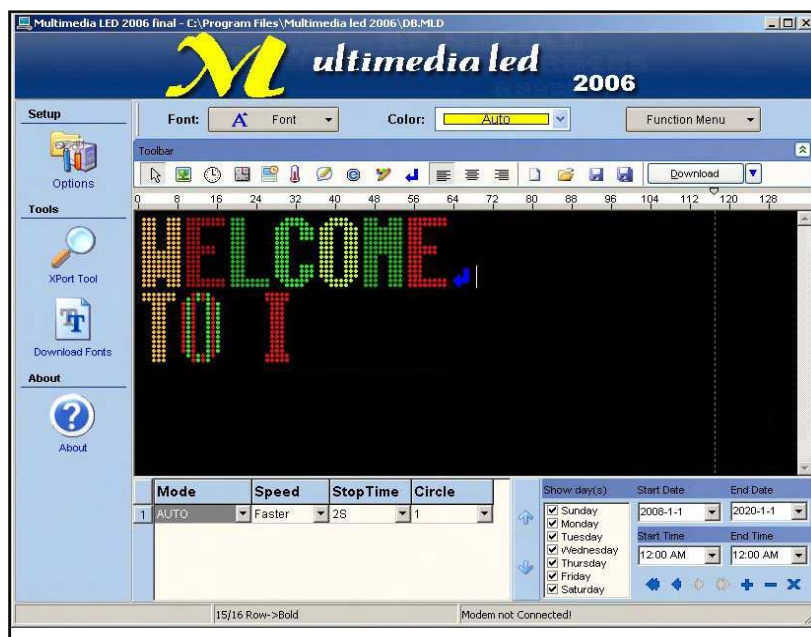 Multimedia LED 2006 final - C:\Program Files\Multimedia led 2006\DB.MLD
Multimedia led 2006
Setup
Options
Tools
XPort Tool
Download Fonts
About
About
Font: A Font Color: Auto Function Menu
Toolbar
Download
0 8 16 24 32 40 48 56 64 72 80 88 96 104 112 120 128
WELCOME
TO I
Mode Speed StopTime Circle
1 AUTO Faster 2S 1
Show day(s)
Sunday
Monday
Tuesday
Wednesday
Thursday
Friday
Saturday
Start Date End Date
2008-1-1 2020-1-1
Start Time End Time
12:00 AM 12:00 AM
15/16 Row->Bold Modem not Connected!